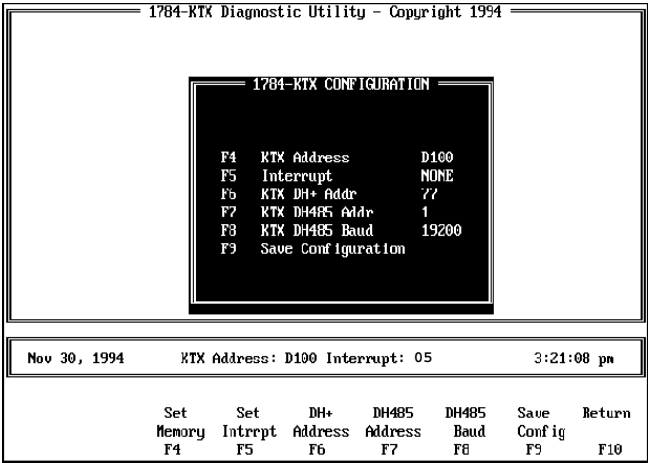 1784-KTX Diagnostic Utility - Copyright 1994
1784-KTX CONFIGURATION
F4 KTX Address D100
F5 Interrupt NONE
F6 KTX DH+ Addr 77
F7 KTX DH485 Addr 1
F8 KTX DH485 Baud 19200
F9 Save Configuration
Nov 30, 1994 KTX Address: D100 Interrupt: 05 3:21:08 pm
Set Set DH+ DH485 DH485 Save Return
Memory Intrrpt Address Address Baud Config
F4 F5 F6 F7 F8 F9 F10